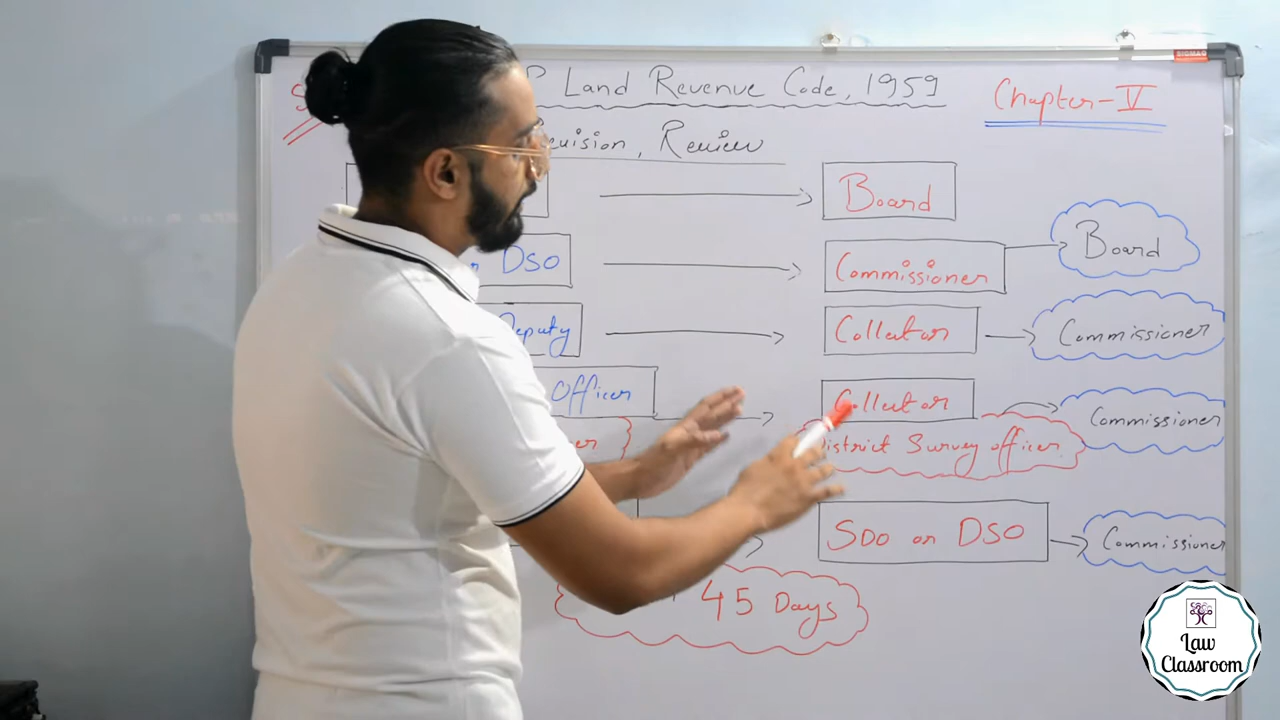 P Land Revenue Code, 1959
Chapter-V
Review
SIGMAO
Board
DSO
Commissioner
Board
Deputy
Collector
Commissioner
Officer
Collector
Commissioner
District Survey officer
SDO or DSO
Commissioner
45 Days
Law
Classroom